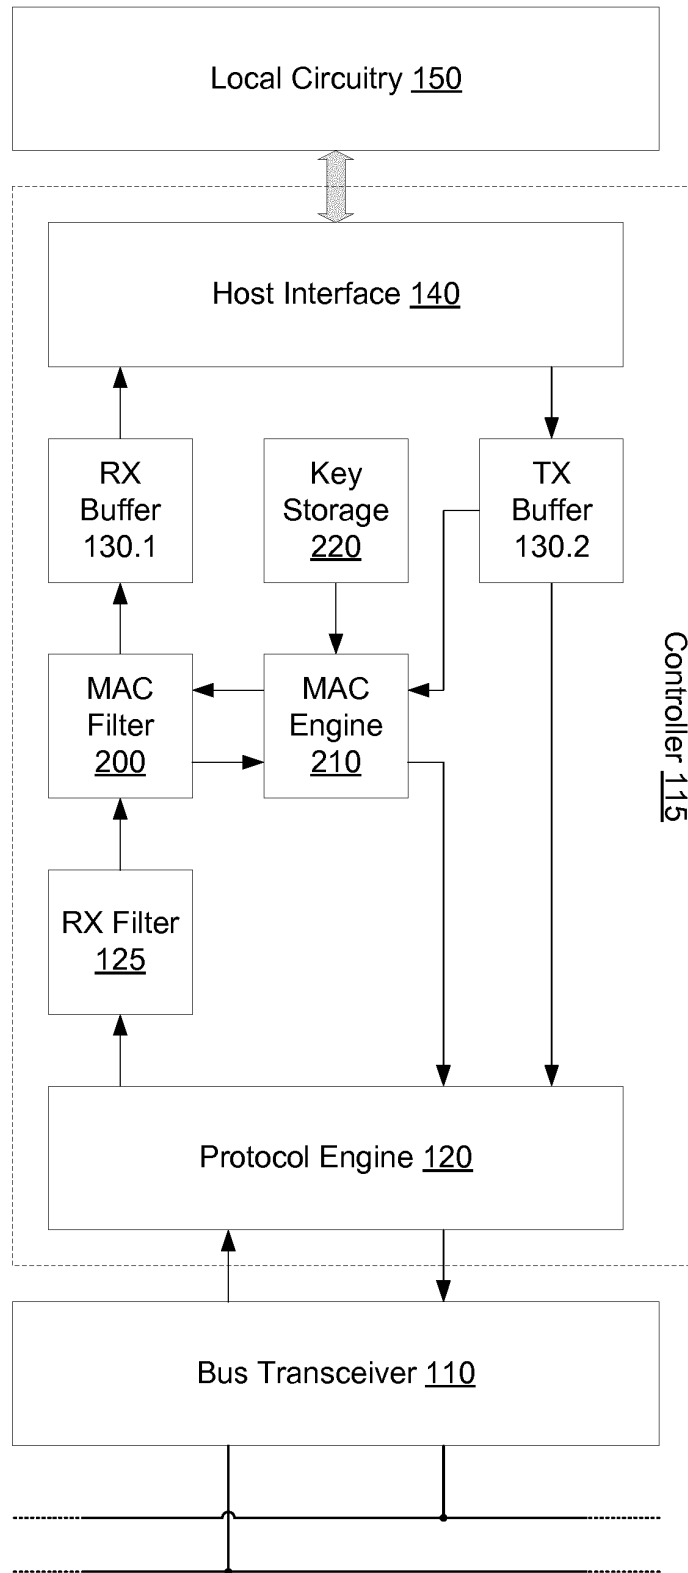 Local Circuitry 150
Host Interface 140
RX
Buffer
130.1
Key
Storage
220
TX
Buffer
130.2
MAC
Filter
200
MAC
Engine
210
Controller 115
RX Filter
125
Protocol Engine 120
Bus Transceiver 110